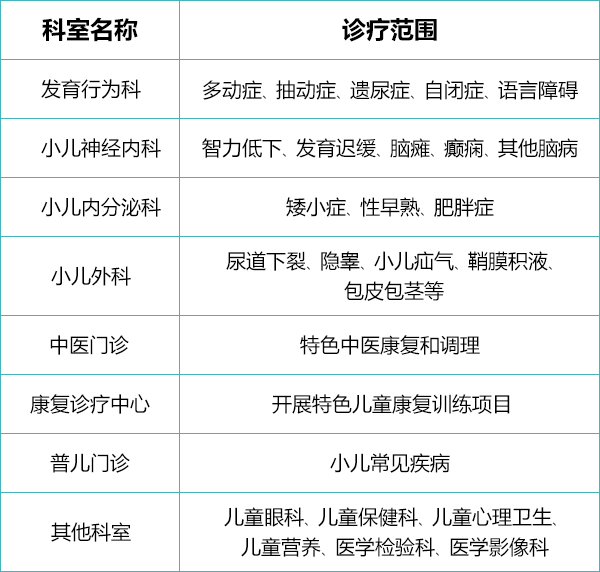 科室名称 诊疗范围
发育行为科 多动症、抽动症、遗尿症、自闭症、语言障碍
小儿神经内科 智力低下、发育迟缓、脑瘫、癫痫、其他脑病
小儿内分泌科 矮小症、性早熟、肥胖症
小儿外科 尿道下裂、隐睾、小儿疝气、鞘膜积液、
包皮包茎等
中医门诊 特色中医康复和调理
康复诊疗中心 开展特色儿童康复训练项目
普儿门诊 小儿常见疾病
其他科室 儿童眼科、儿童保健科、儿童心理卫生、
儿童营养、医学检验科、医学影像科